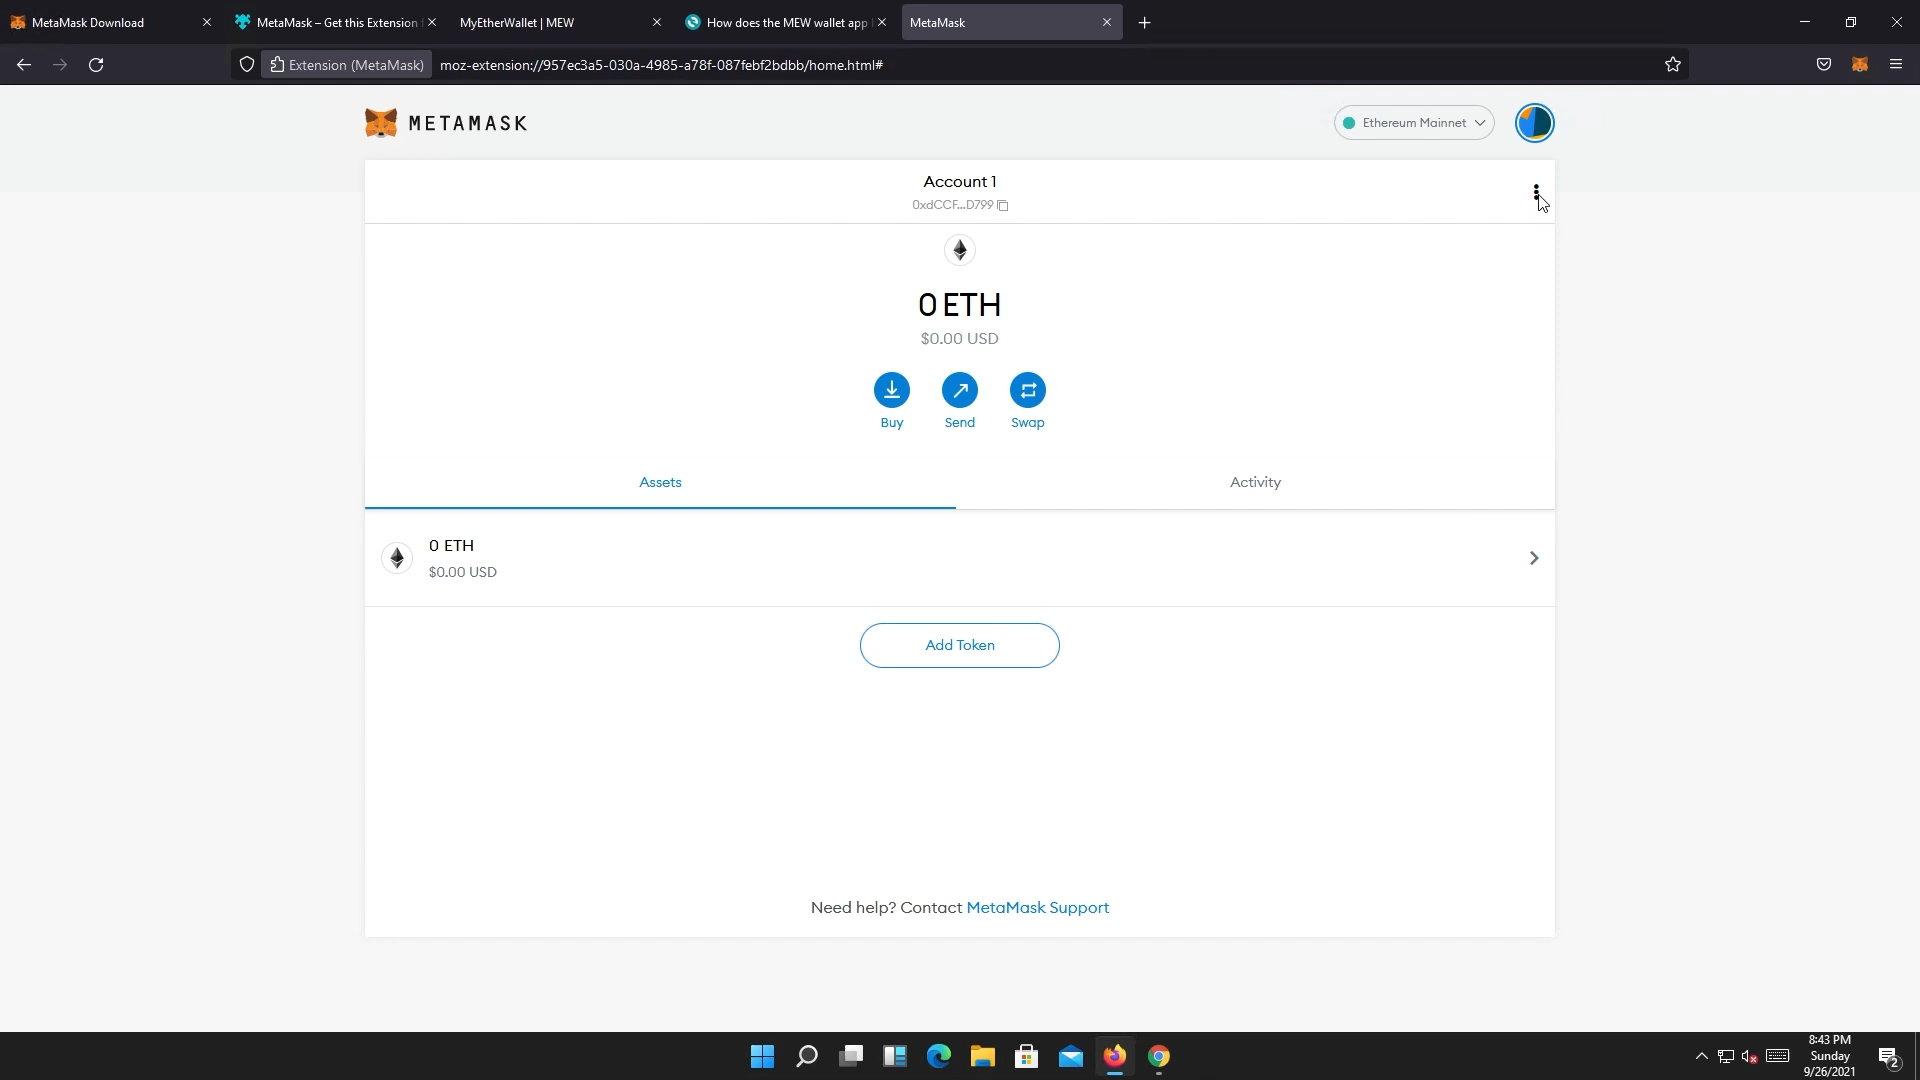 MetaMask Download
MetaMask – Get this Extension
MyEtherWallet | MEW
How does the MEW wallet app
MetaMask
Extension (MetaMask)
moz-extension://957ec3a5-030a-4985-a78f-087febf2bdbb/home.html#
METAMASK
Ethereum Mainnet
Account 1
0xdCCF...D799
0 ETH
$0.00 USD
Buy
Send
Swap
Assets
Activity
0 ETH
$0.00 USD
Add Token
Need help? Contact MetaMask Support
8:43 PM
Sunday
9/26/2021
2